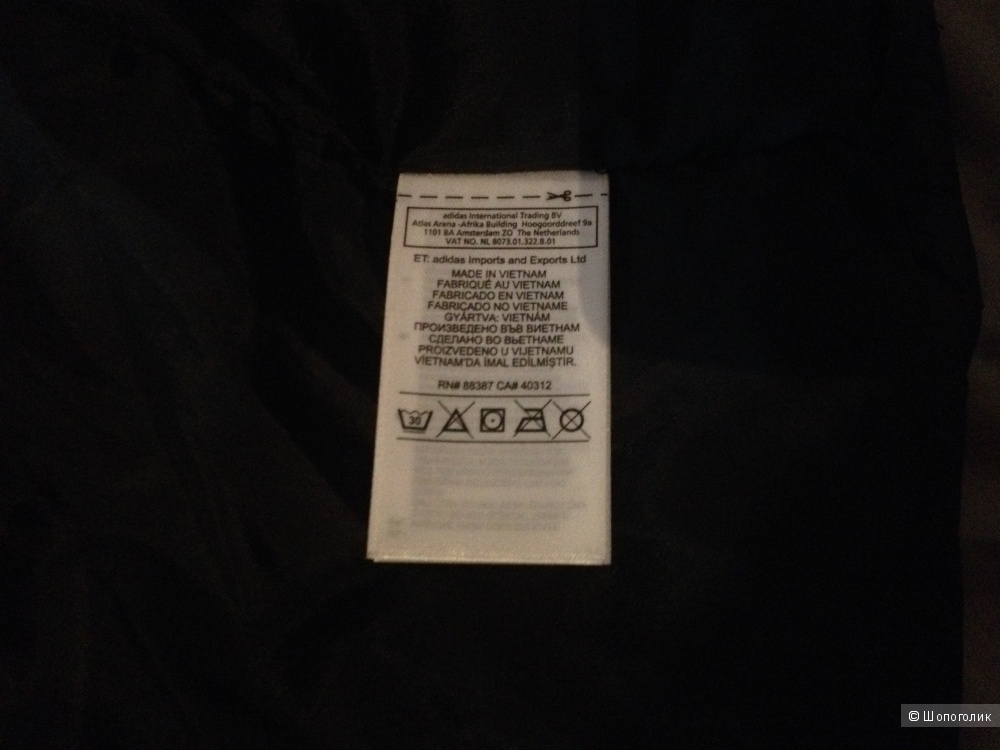 adidas International Trading BV
Atlas Arena -Afrika Building Hoogoorddreef 9a
1101 BA Amsterdam ZO The Netherlands
VAT NO. NL 8073.01.322.B.01
ET: adidas Imports and Exports Ltd
MADE IN VIETNAM
FABRIQUÉ AU VIETNAM
FABRICADO EN VIETNAM
FABRICADO NO VIETNAME
GYÁRTVA: VIETNÁM
ПРОИЗВЕДЕНО ВЪВ ВИЕТНАМ
СДЕЛАНО ВО ВЬЕТНАМЕ
PROIZVEDENO U VIJETNAMU
VİETNAM'DA İMAL EDİLMİŞTİR.
RN# 88387 CA# 40312
30
© Шопоголик